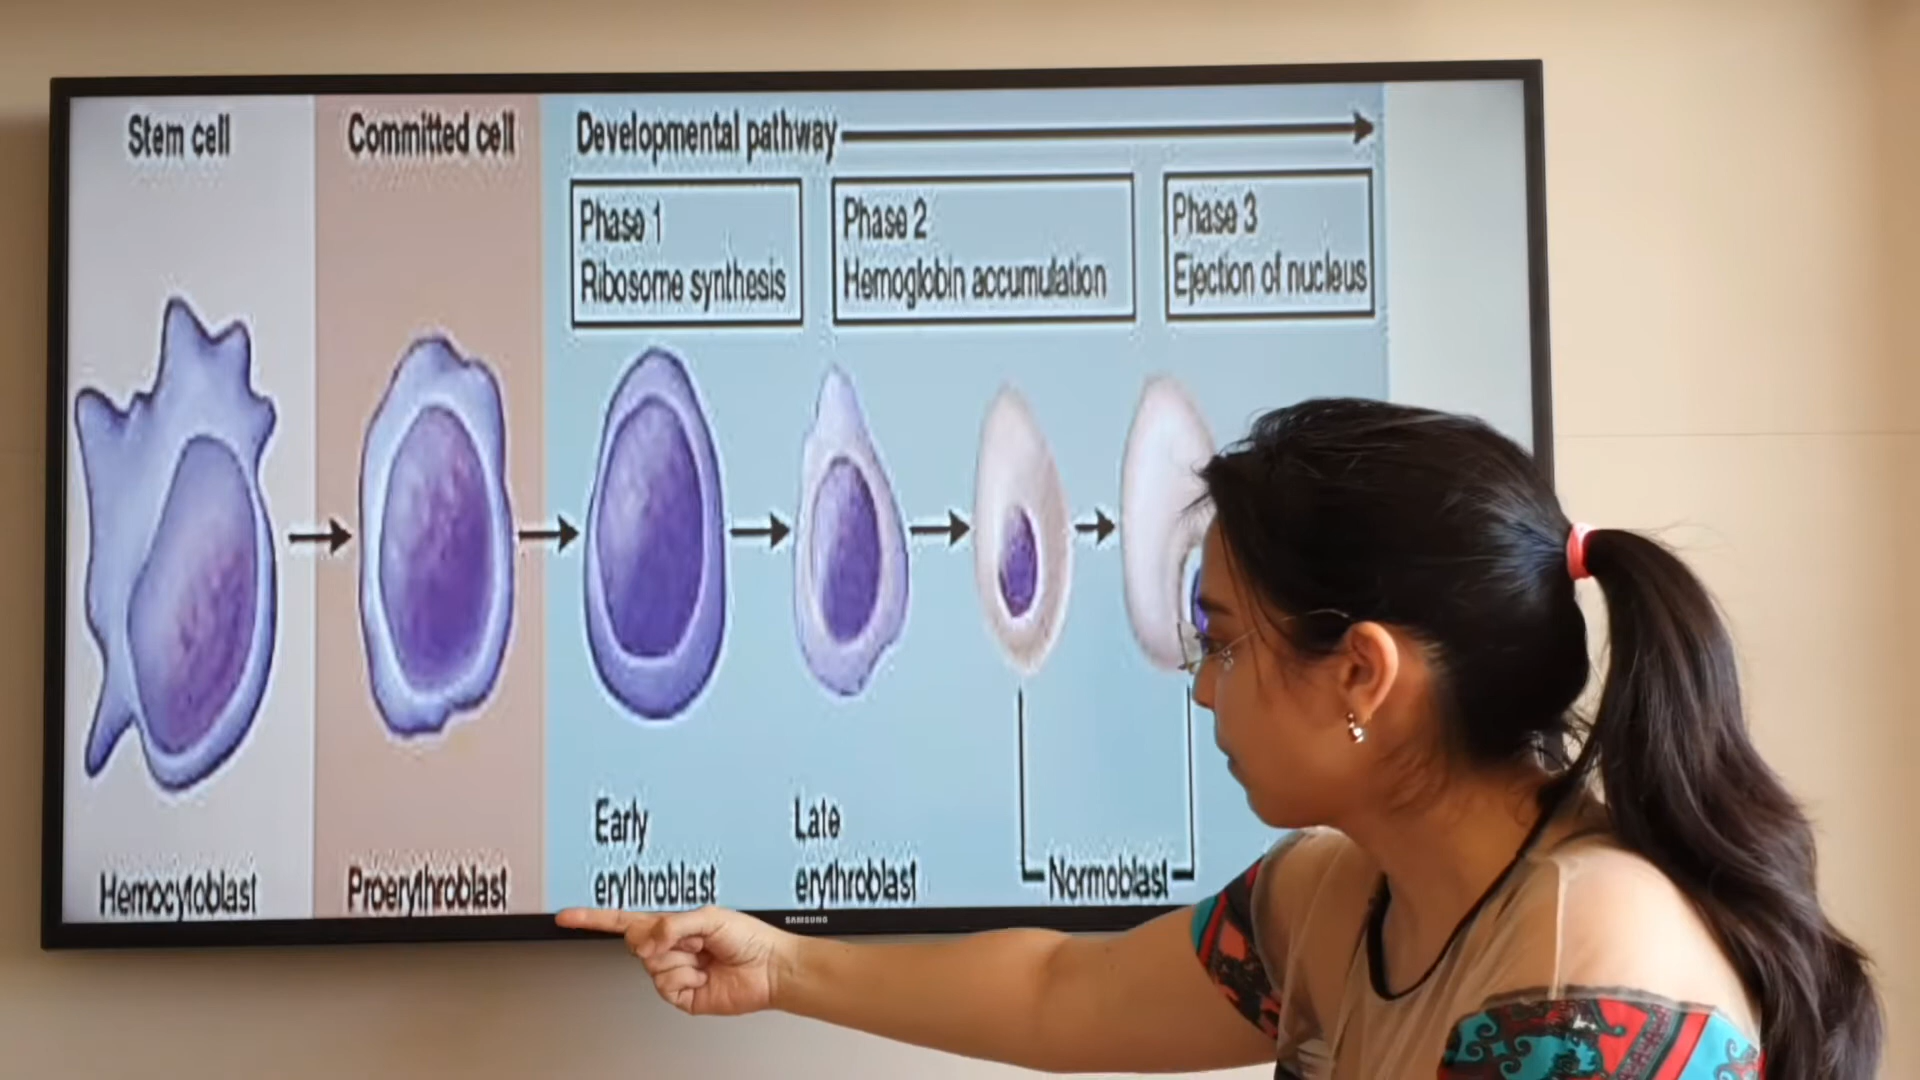 Stem cell
Committed cell
Developmental pathway
Phase 1
Ribosome synthesis
Phase 2
Hemoglobin accumulation
Phase 3
Ejection of nucleus
Early
erythroblast
Late
erythroblast
Normoblast
Hemocytoblast
Proerythroblast
SAMSUNG